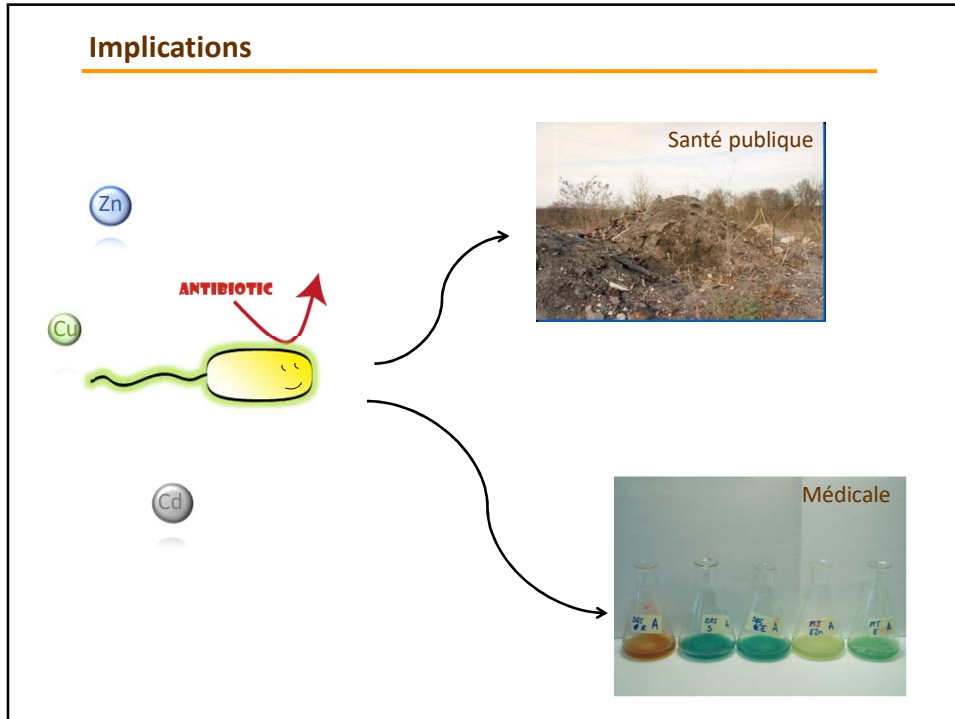 Implications
Santé publique
Zn
ANTIBIOTIC
Cu
Cd
Médicale
A
A
A
A